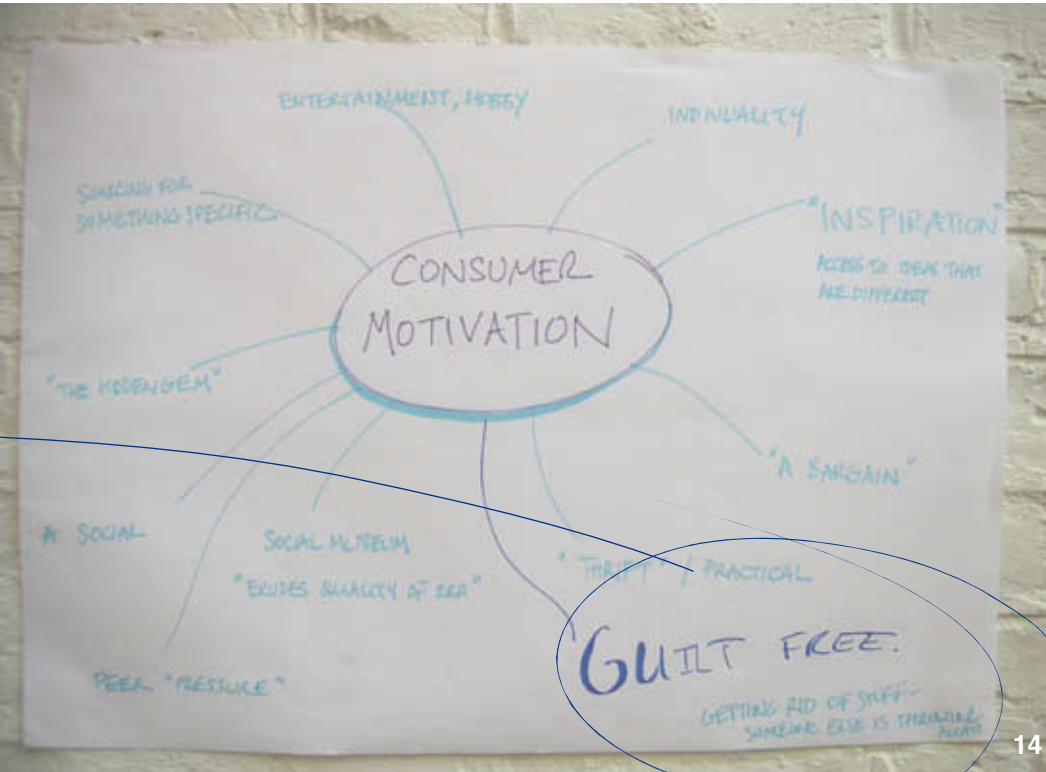 ENTERTAINMENT, HOBBY
INDIVUALITY
SOURCING FOR
SOMETHING SPECIFIC
"INSPIRATION"
ACCESS TO IDEAS THAT
ARE DIFFERENT
CONSUMER
MOTIVATION
"THE HIDDEN GEM"
"A BARGAIN"
A SOCIAL
SOCIAL MUSEUM
"EXUDES QUALITY OF ERA"
"THRIFT" / PRACTICAL
GUILT FREE.
PEER "PRESSURE"
GETTING RID OF STUFF-
SOMEONE ELSE IS THROWING
AWAY
14